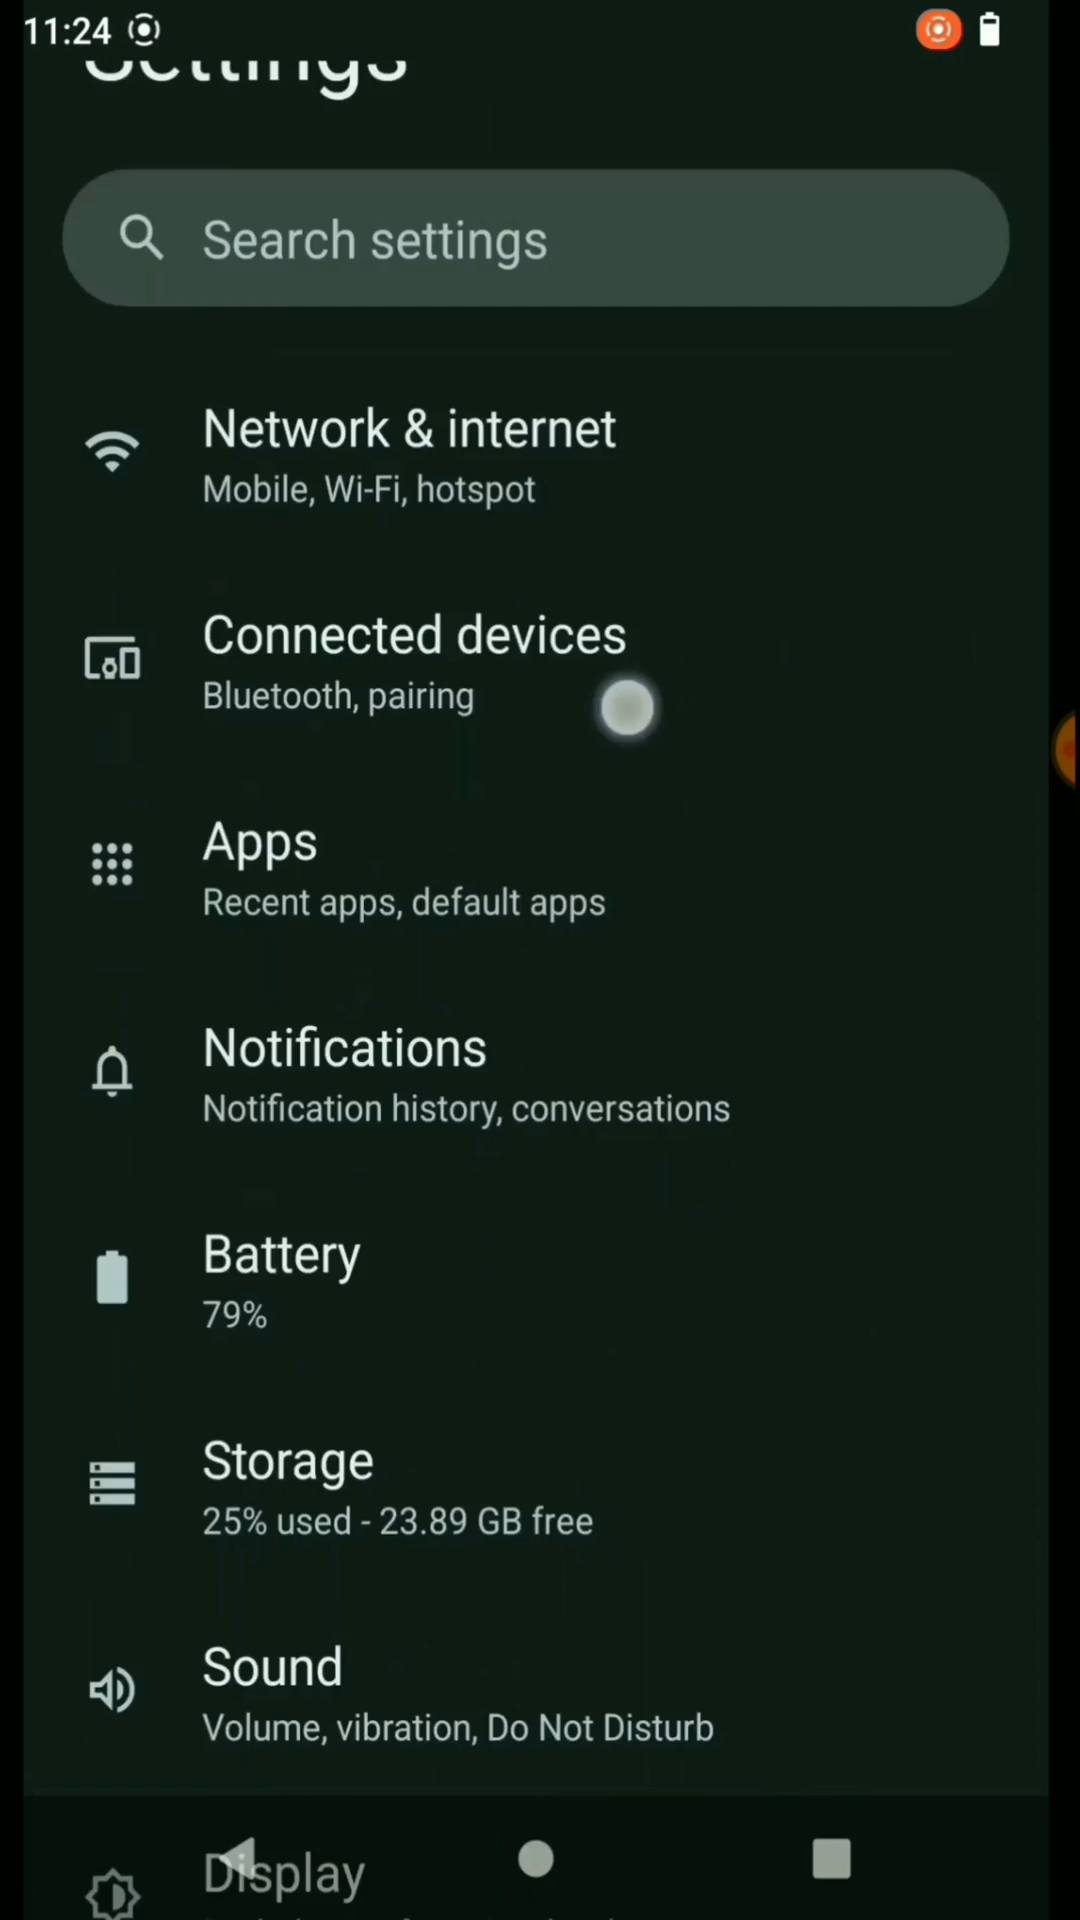 11:24
Settings
Search settings
Network & internet
Mobile, Wi-Fi, hotspot
Connected devices
Bluetooth, pairing
Apps
Recent apps, default apps
Notifications
Notification history, conversations
Battery
79%
Storage
25% used - 23.89 GB free
Sound
Volume, vibration, Do Not Disturb
Display